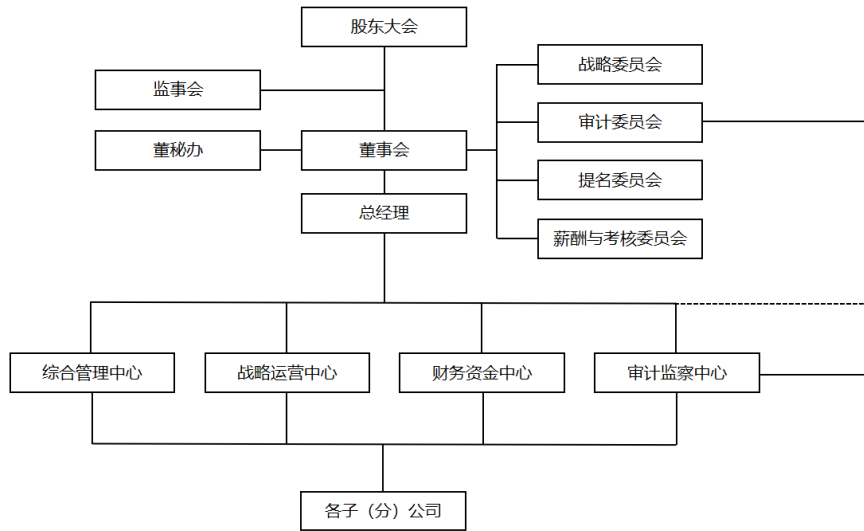 股东大会
战略委员会
监事会
审计委员会
董秘办
董事会
提名委员会
总经理
薪酬与考核委员会
综合管理中心
战略运营中心
财务资金中心
审计监察中心
各子（分）公司